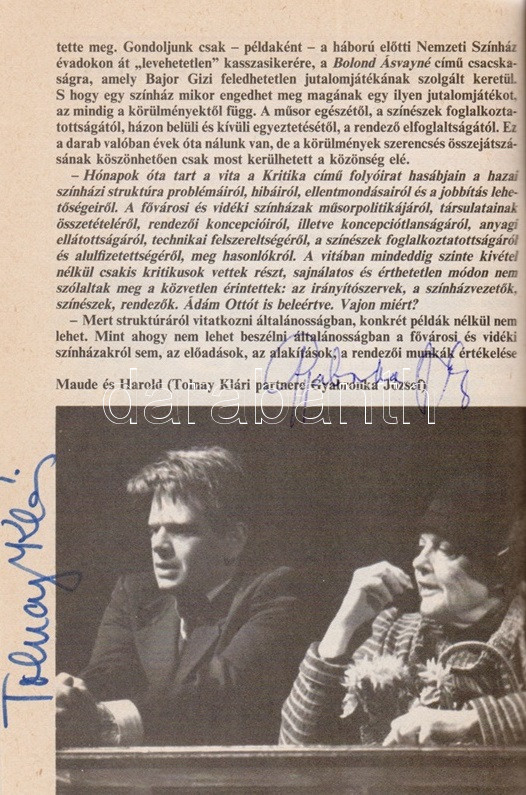 tette meg. Gondoljunk csak – példaként – a háború előtti Nemzeti Színház
évadokon át „levehetetlen” kasszasikerére, a Bolond Ásvayné című csacska-
ságra, amely Bajor Gizi feledhetetlen jutalomjátékának szolgált keretül.
S hogy egy színház mikor engedhet meg magának egy ilyen jutalomjátékot,
az mindig a körülményektől függ. A műsor egészétől, a színészek foglalkozta-
tottságától, házon belüli és kívüli egyeztetésétől, a rendező elfoglaltságától. Ez
a darab valóban évek óta nálunk van, de a körülmények szerencsés összejátszá-
sának köszönhetően csak most kerülhetett a közönség elé.
– Hónapok óta tart a vita a Kritika című folyóirat hasábjain a hazai
színházi struktúra problémáiról, hibáiról, ellentmondásairól és a jobbítás lehe-
tőségeiről. A fővárosi és vidéki színházak műsorpolitikájáról, társulatainak
összetételéről, rendezői koncepcióiról, illetve koncepciótlanságáról, anyagi
ellátottságáról, technikai felszereltségéről, a színészek foglalkoztatottságáról
és alulfizetettségéről, meg hasonlókról. A vitában mindeddig szinte kivétel
nélkül csakis kritikusok vettek részt, sajnálatos és érthetetlen módon nem
szólaltak meg a közvetlen érintettek: az irányítószervek, a színházvezetők,
színészek, rendezők. Ádám Ottót is beleértve. Vajon miért?
– Mert struktúráról vitatkozni általánosságban, konkrét példák nélkül nem
lehet. Mint ahogy nem lehet beszélni általánosságban a fővárosi és vidéki
színházakról sem, az előadások, az alakítások, a rendezői munkák értékelése
Maude és Harold (Tolnay Klári partnere Gyabronka József)
darabanth
Tolnay Klári